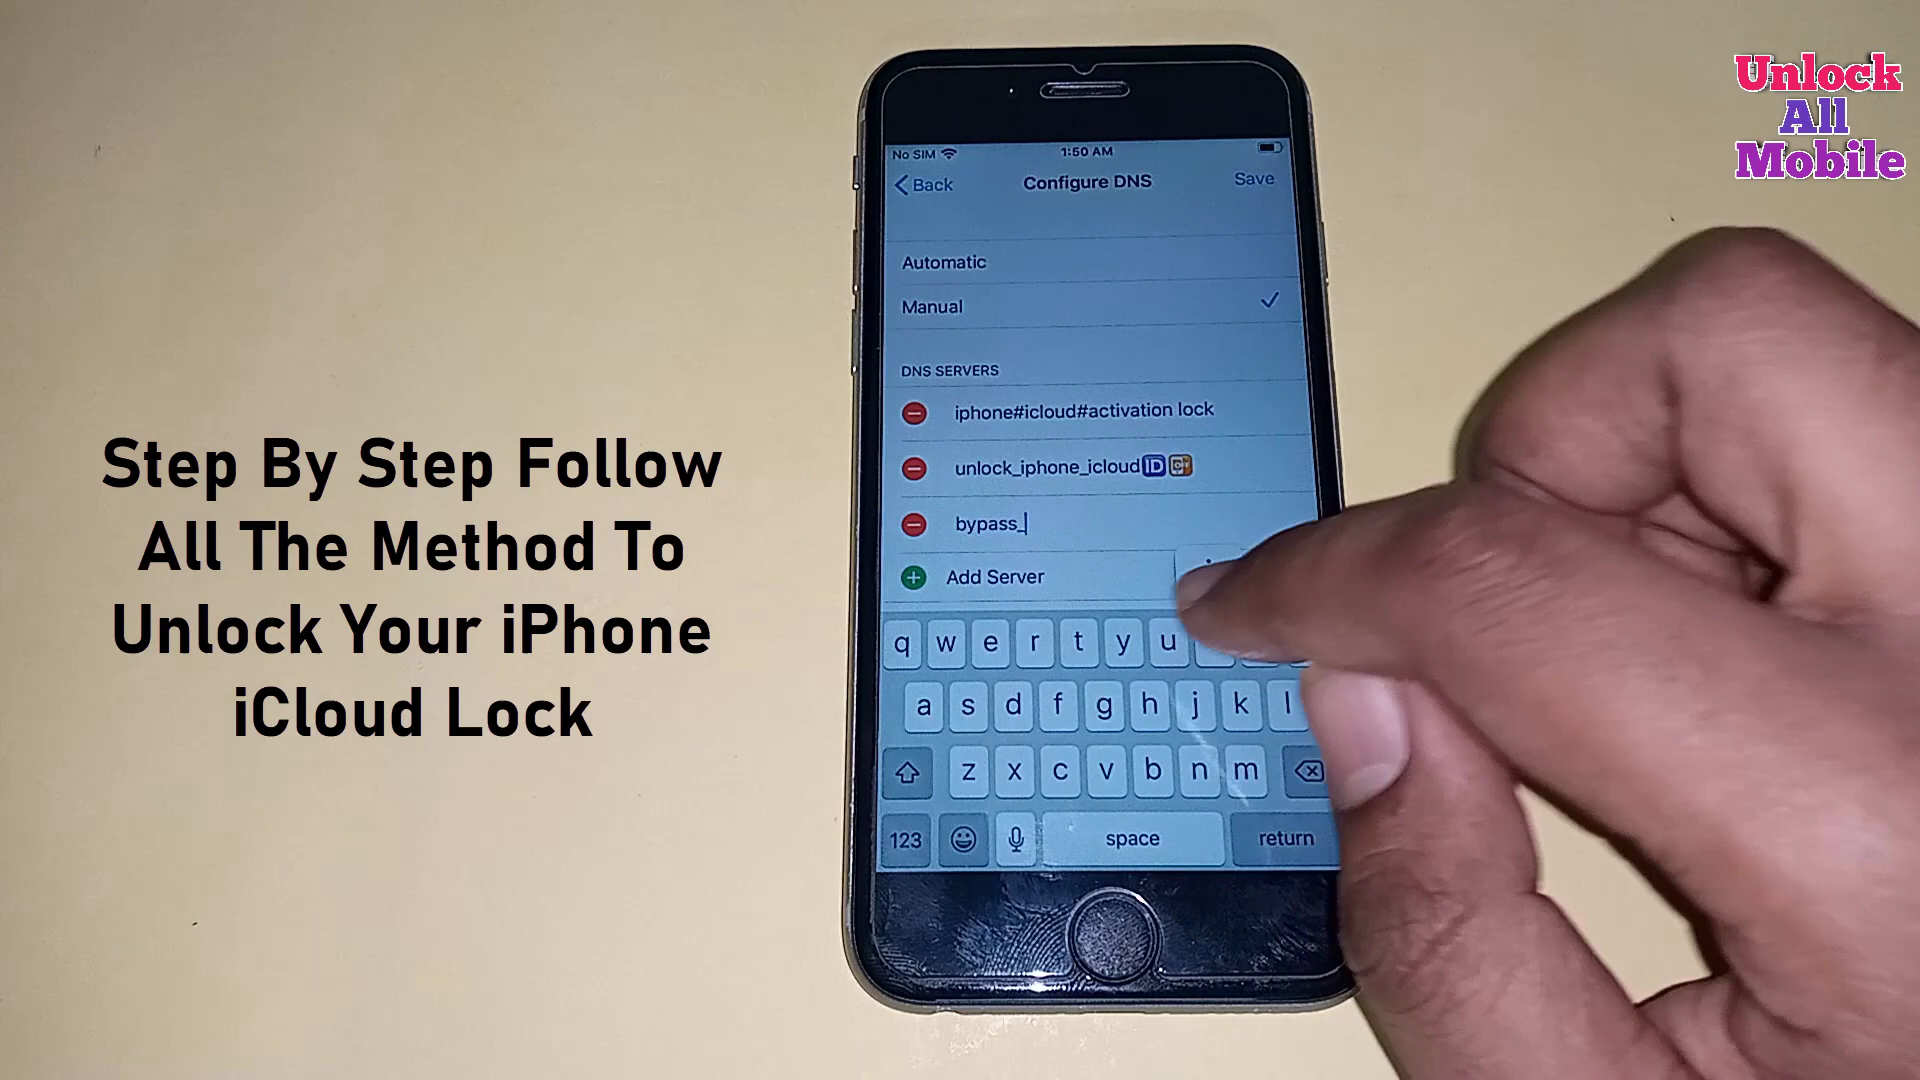 Unlock
All
Mobile
Step By Step Follow
All The Method To
Unlock Your iPhone
iCloud Lock
No SIM 1:50 AM
Back Configure DNS Save
Automatic
Manual
DNS SERVERS
iphone#icloud#activation lock
unlock_iphone_icloud🆔📴
bypass_
Add Server
q w e r t y u
a s d f g h j k l
z x c v b n m
123 space return